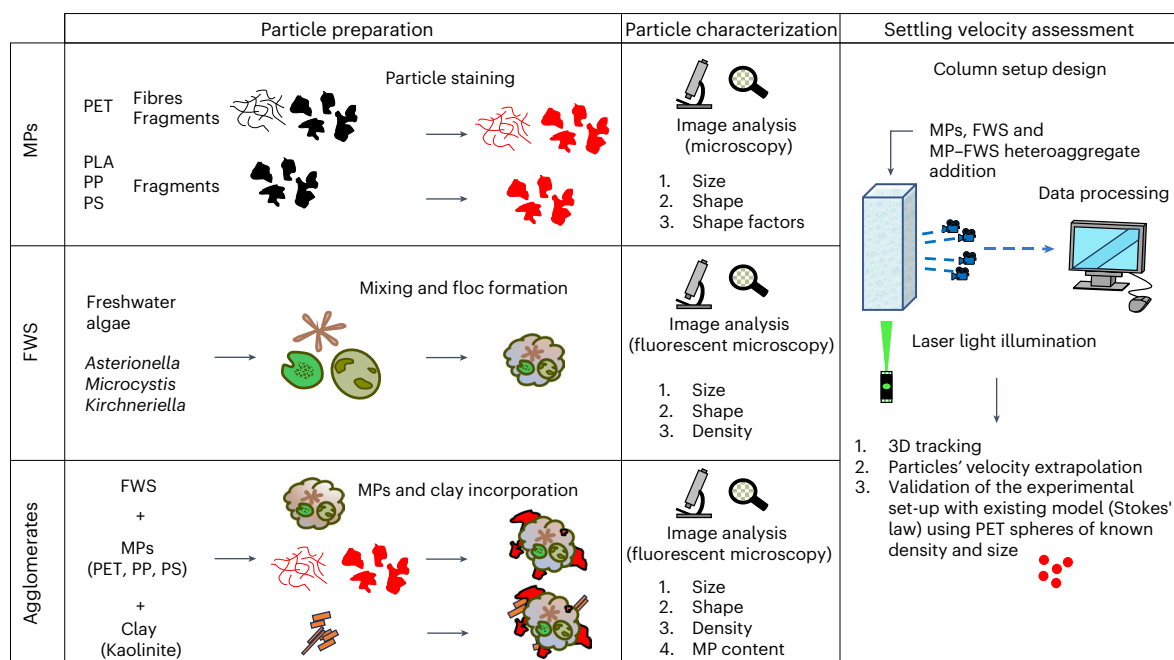 Particle preparation
Particle characterization
Settling velocity assessment
MPs
PET
Fibres
Fragments
Particle staining
PLA
PP
PS
Fragments
Image analysis
(microscopy)
1. Size
2. Shape
3. Shape factors
FWS
Freshwater
algae
Asterionella
Microcystis
Kirchneriella
Mixing and floc formation
Image analysis
(fluorescent microscopy)
1. Size
2. Shape
3. Density
Agglomerates
FWS
+
MPs
(PET, PP, PS)
+
Clay
(Kaolinite)
MPs and clay incorporation
Image analysis
(fluorescent microscopy)
1. Size
2. Shape
3. Density
4. MP content
Column setup design
MPs, FWS and
MP–FWS heteroaggregate
addition
Data processing
Laser light illumination
1. 3D tracking
2. Particles' velocity extrapolation
3. Validation of the experimental
set-up with existing model (Stokes'
law) using PET spheres of known
density and size